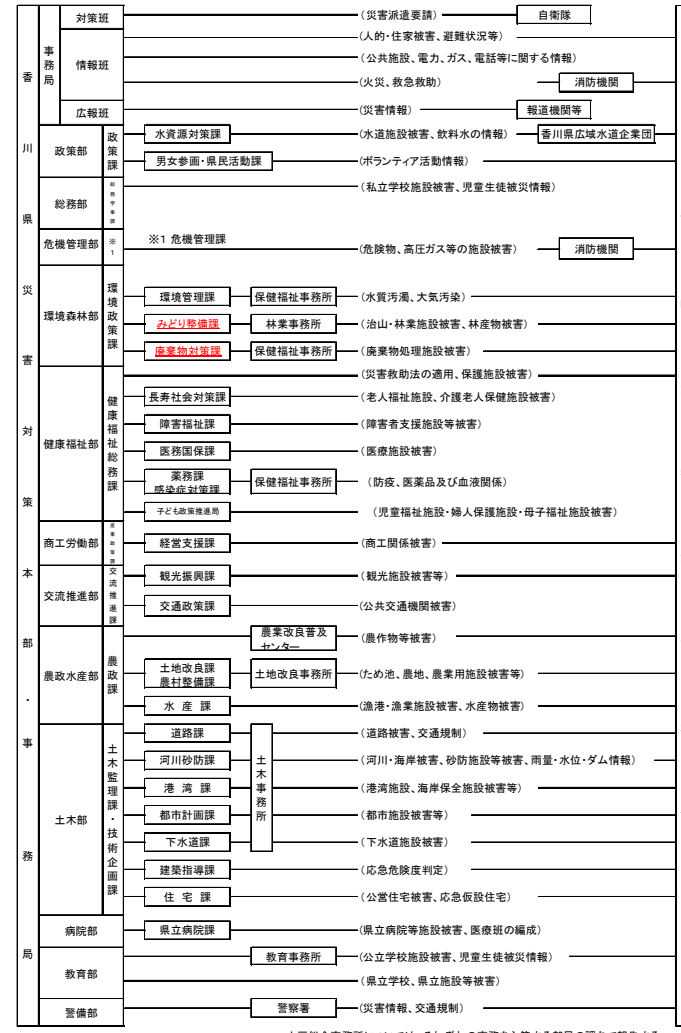 香川県災害対策本部・事務局
事務局
対策班
(災害派遣要請)
自衛隊
情報班
(人的・住家被害、避難状況等)
(公共施設、電力、ガス、電話等に関する情報)
(火災、救急救助)
消防機関
広報班
(災害情報)
報道機関等
政策部
政策課
水資源対策課
(水道施設被害、飲料水の情報)
香川県広域水道企業団
男女参画・県民活動課
(ボランティア活動情報)
総務部
総務学事課
(私立学校施設被害、児童生徒被災情報)
危機管理部
※1
※1 危機管理課
(危険物、高圧ガス等の施設被害)
消防機関
環境森林部
環境政策課
環境管理課
保健福祉事務所
(水質汚濁、大気汚染)
みどり整備課
林業事務所
(治山・林業施設被害、林産物被害)
廃棄物対策課
保健福祉事務所
(廃棄物処理施設被害)
健康福祉部
健康福祉総務課
(災害救助法の適用、保護施設被害)
長寿社会対策課
(老人福祉施設、介護老人保健施設被害)
障害福祉課
(障害者支援施設等被害)
医務国保課
(医療施設被害)
薬務課
感染症対策課
保健福祉事務所
(防疫、医薬品及び血液関係)
子ども政策推進局
(児童福祉施設・婦人保護施設・母子福祉施設被害)
商工労働部
産業政策課
経営支援課
(商工関係被害)
交流推進部
交流推進課
観光振興課
(観光施設被害等)
交通政策課
(公共交通機関被害)
農政水産部
農政課
農業改良普及
センター
(農作物等被害)
土地改良課
農村整備課
土地改良事務所
(ため池、農地、農業用施設被害等)
水 産 課
(漁港・漁業施設被害、水産物被害)
土木部
土木監理課・技術企画課
土木事務所
道路課
(道路被害、交通規制)
河川砂防課
(河川・海岸被害、砂防施設等被害、雨量・水位・ダム情報)
港 湾 課
(港湾施設、海岸保全施設被害等)
都市計画課
(都市施設被害等)
下水道課
(下水道施設被害)
建築指導課
(応急危険度判定)
住 宅 課
(公営住宅被害、応急仮設住宅)
病院部
県立病院課
(県立病院等施設被害、医療班の編成)
教育部
教育事務所
(公立学校施設被害、児童生徒被災情報)
(県立学校、県立施設等被害)
警備部
警察署
(災害情報、交通規制)